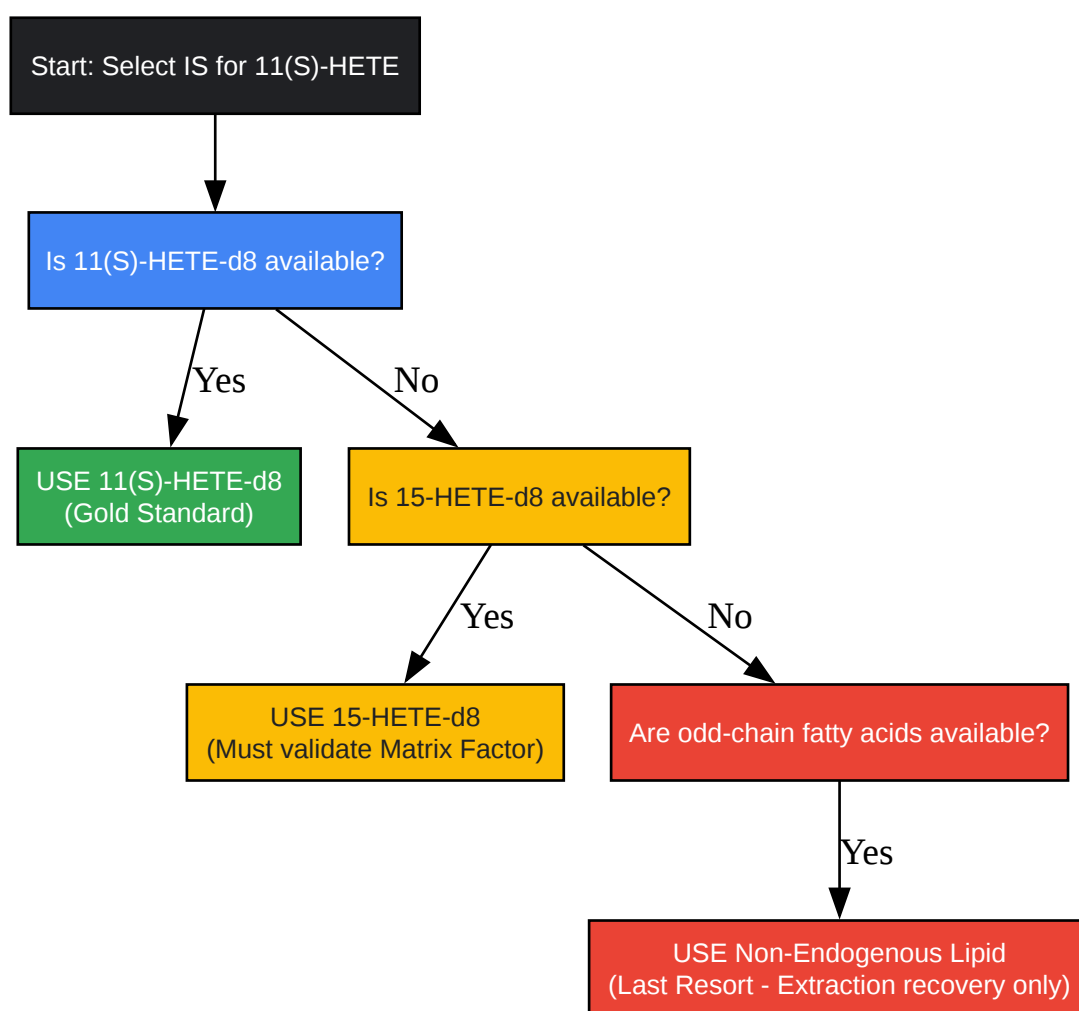 Start: Select IS for 11(S)-HETE
Is 11(S)-HETE-d8 available?
Yes
No
USE 11(S)-HETE-d8
(Gold Standard)
Is 15-HETE-d8 available?
Yes
No
USE 15-HETE-d8
(Must validate Matrix Factor)
Are odd-chain fatty acids available?
Yes
USE Non-Endogenous Lipid
(Last Resort - Extraction recovery only)